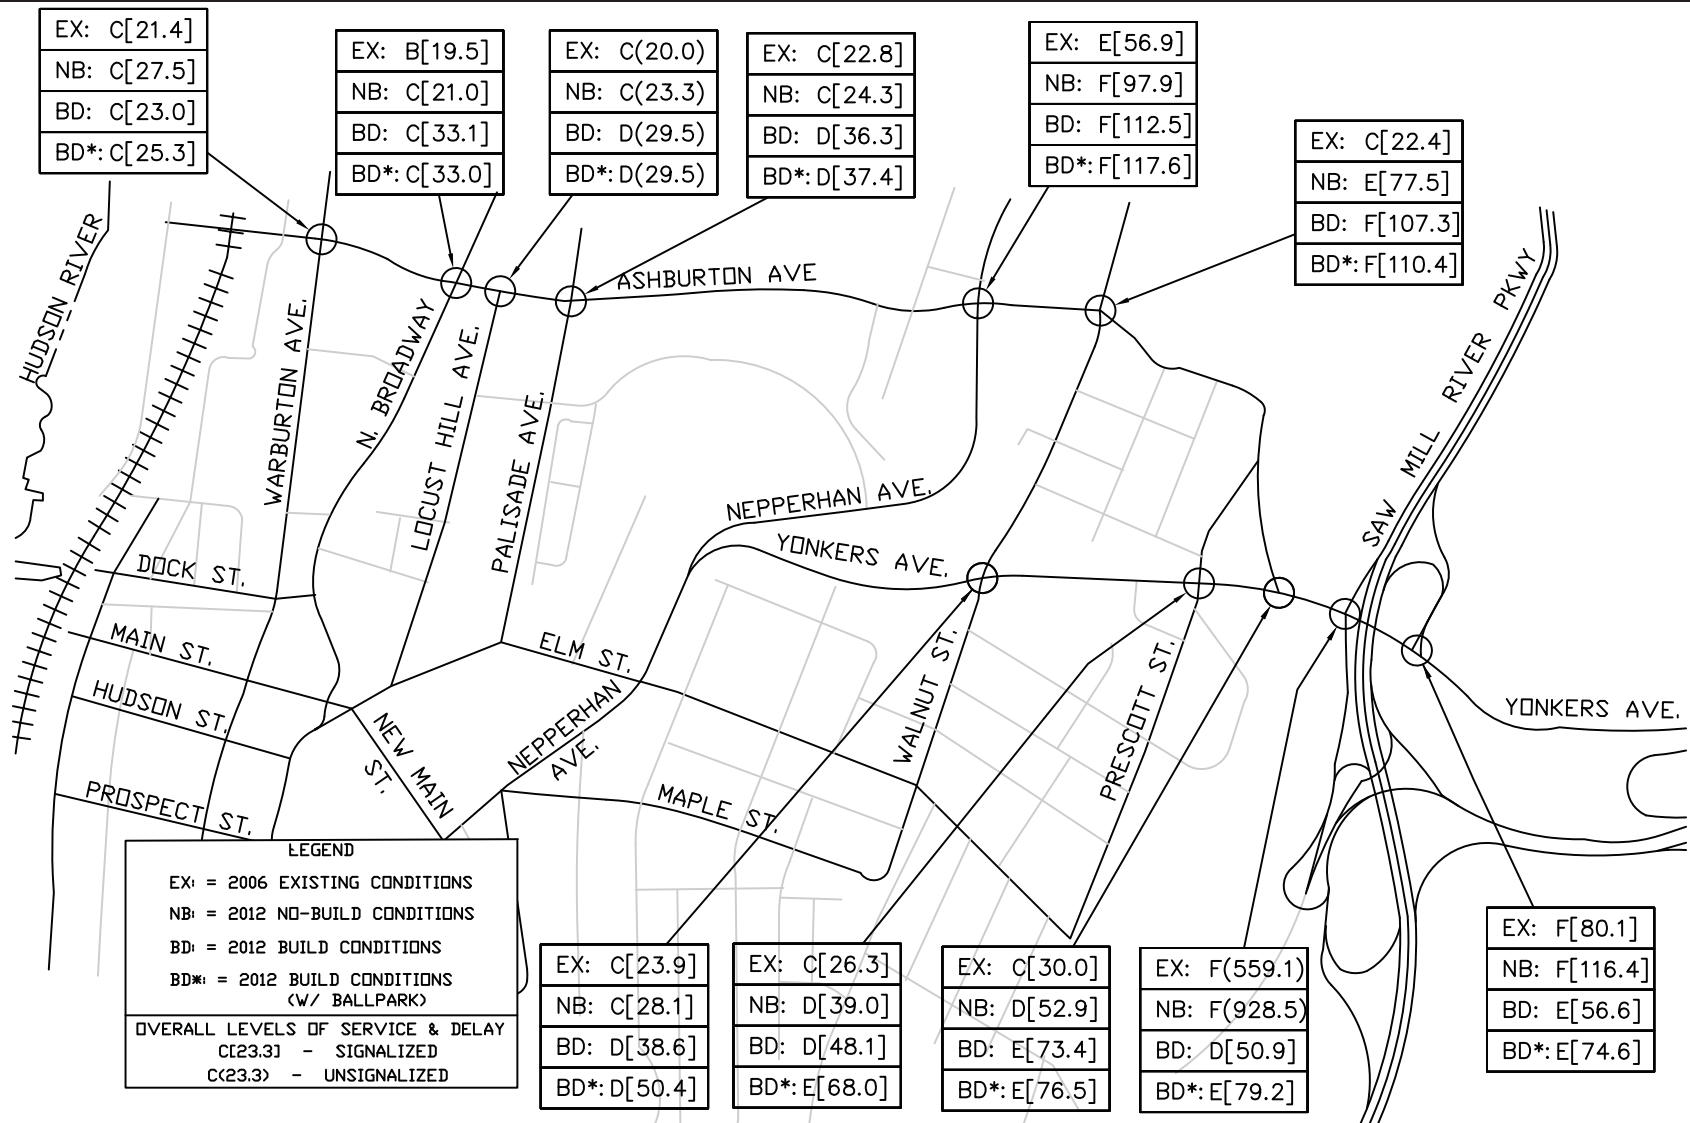 EX: C[21.4]
NB: C[27.5]
BD: C[23.0]
BD*: C[25.3]
EX: B[19.5]
NB: C[21.0]
BD: C[33.1]
BD*: C[33.0]
EX: C(20.0)
NB: C(23.3)
BD: D(29.5)
BD*: D(29.5)
EX: C[22.8]
NB: C[24.3]
BD: D[36.3]
BD*: D[37.4]
EX: E[56.9]
NB: F[97.9]
BD: F[112.5]
BD*: F[117.6]
EX: C[22.4]
NB: E[77.5]
BD: F[107.3]
BD*: F[110.4]
HUDSON RIVER
ASHBURTON AVE
WARBURTON AVE.
N. BROADWAY
LOCUST HILL AVE.
PALISADE AVE.
NEPPERHAN AVE.
YONKERS AVE.
SAW MILL RIVER PKWY
DOCK ST.
MAIN ST.
HUDSON ST.
PROSPECT ST.
ELM ST.
NEW MAIN
ST.
NEPPERHAN
AVE.
MAPLE ST.
WALNUT ST.
PRESCOTT ST.
YONKERS AVE.
LEGEND
EX: = 2006 EXISTING CONDITIONS
NB: = 2012 NO-BUILD CONDITIONS
BD: = 2012 BUILD CONDITIONS
BD*: = 2012 BUILD CONDITIONS
(W/ BALLPARK)
OVERALL LEVELS OF SERVICE & DELAY
C[23.3] - SIGNALIZED
C(23.3) - UNSIGNALIZED
EX: C[23.9]
NB: C[28.1]
BD: D[38.6]
BD*: D[50.4]
EX: C[26.3]
NB: D[39.0]
BD: D[48.1]
BD*: E[68.0]
EX: C[30.0]
NB: D[52.9]
BD: E[73.4]
BD*: E[76.5]
EX: F(559.1)
NB: F(928.5)
BD: D[50.9]
BD*: E[79.2]
EX: F[80.1]
NB: F[116.4]
BD: E[56.6]
BD*: E[74.6]